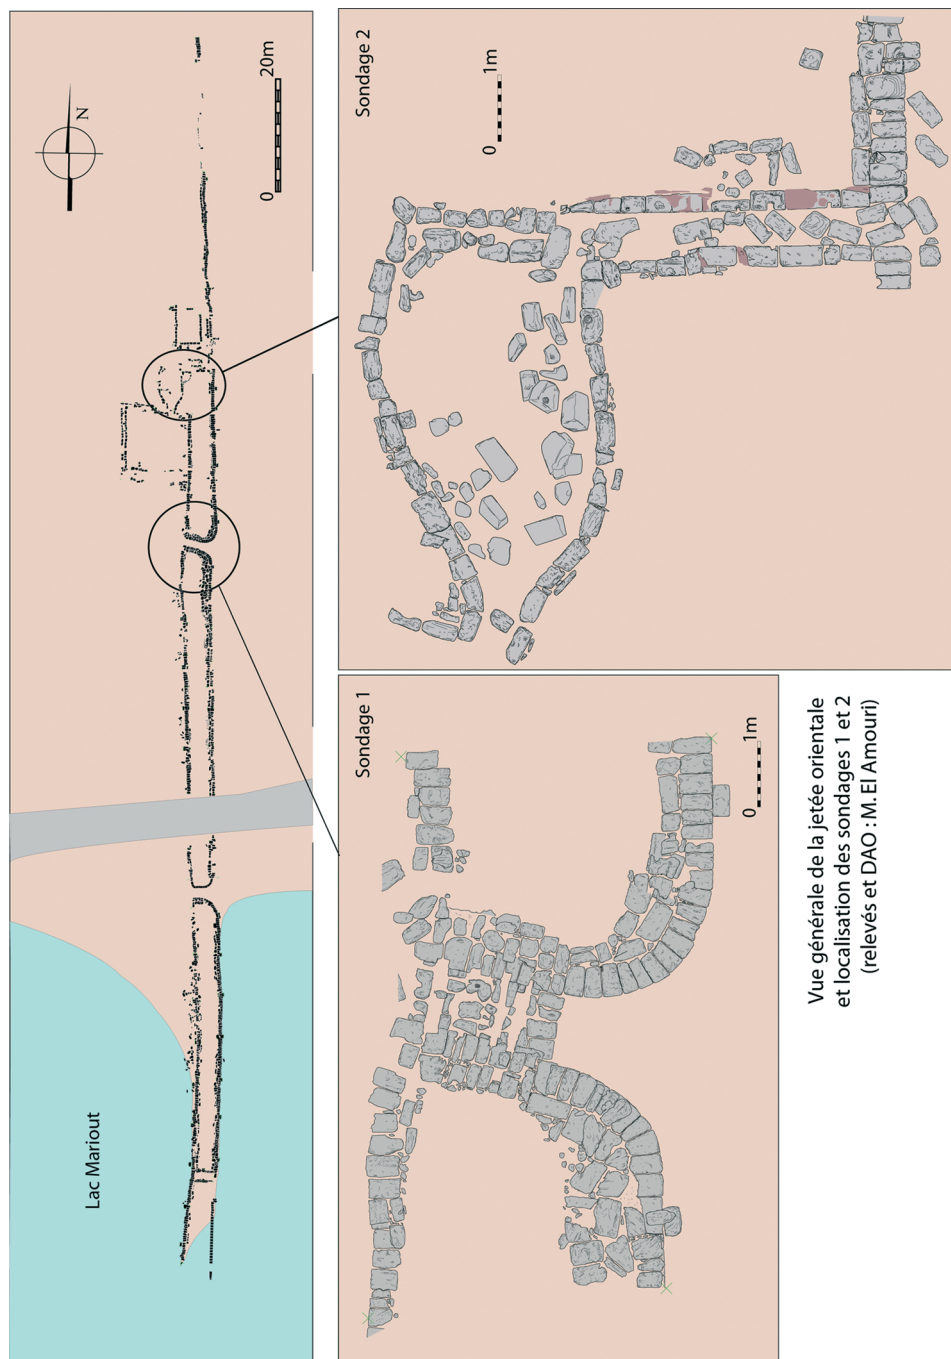 N
0
20m
Lac Mariout
Sondage 2
0
1m
Sondage 1
0
1m
Vue générale de la jetée orientale
et localisation des sondages 1 et 2
(relevés et DAO : M. El Amouri)